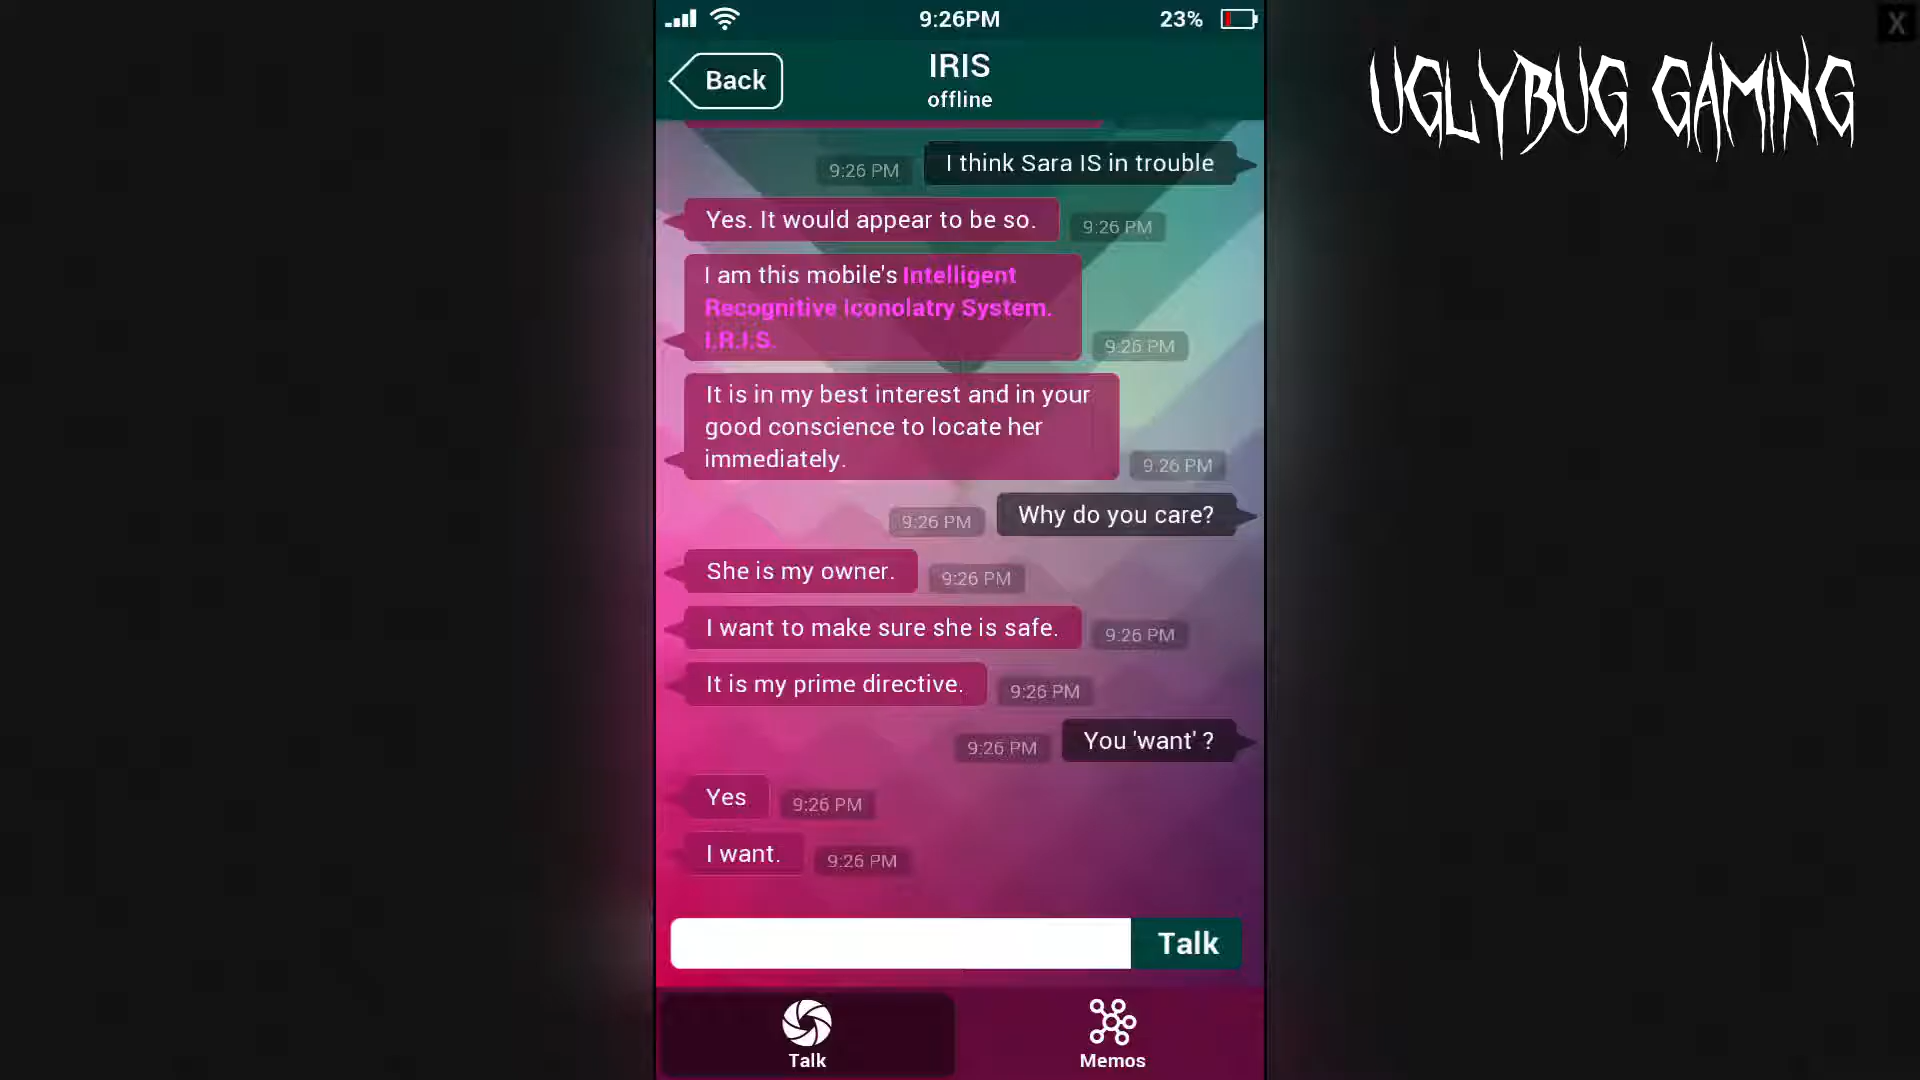 9:26PM
23%
X
Back
IRIS
offline
UGLYBUG GAMING
9:26 PM
I think Sara IS in trouble
Yes. It would appear to be so.
9:26 PM
I am this mobile's Intelligent
Recognitive Iconolatry System.
I.R.I.S.
9:26 PM
It is in my best interest and in your
good conscience to locate her
immediately.
9:26 PM
9:26 PM
Why do you care?
She is my owner.
9:26 PM
I want to make sure she is safe.
9:26 PM
It is my prime directive.
9:26 PM
9:26 PM
You 'want' ?
Yes
9:26 PM
I want.
9:26 PM
Talk
Talk
Memos